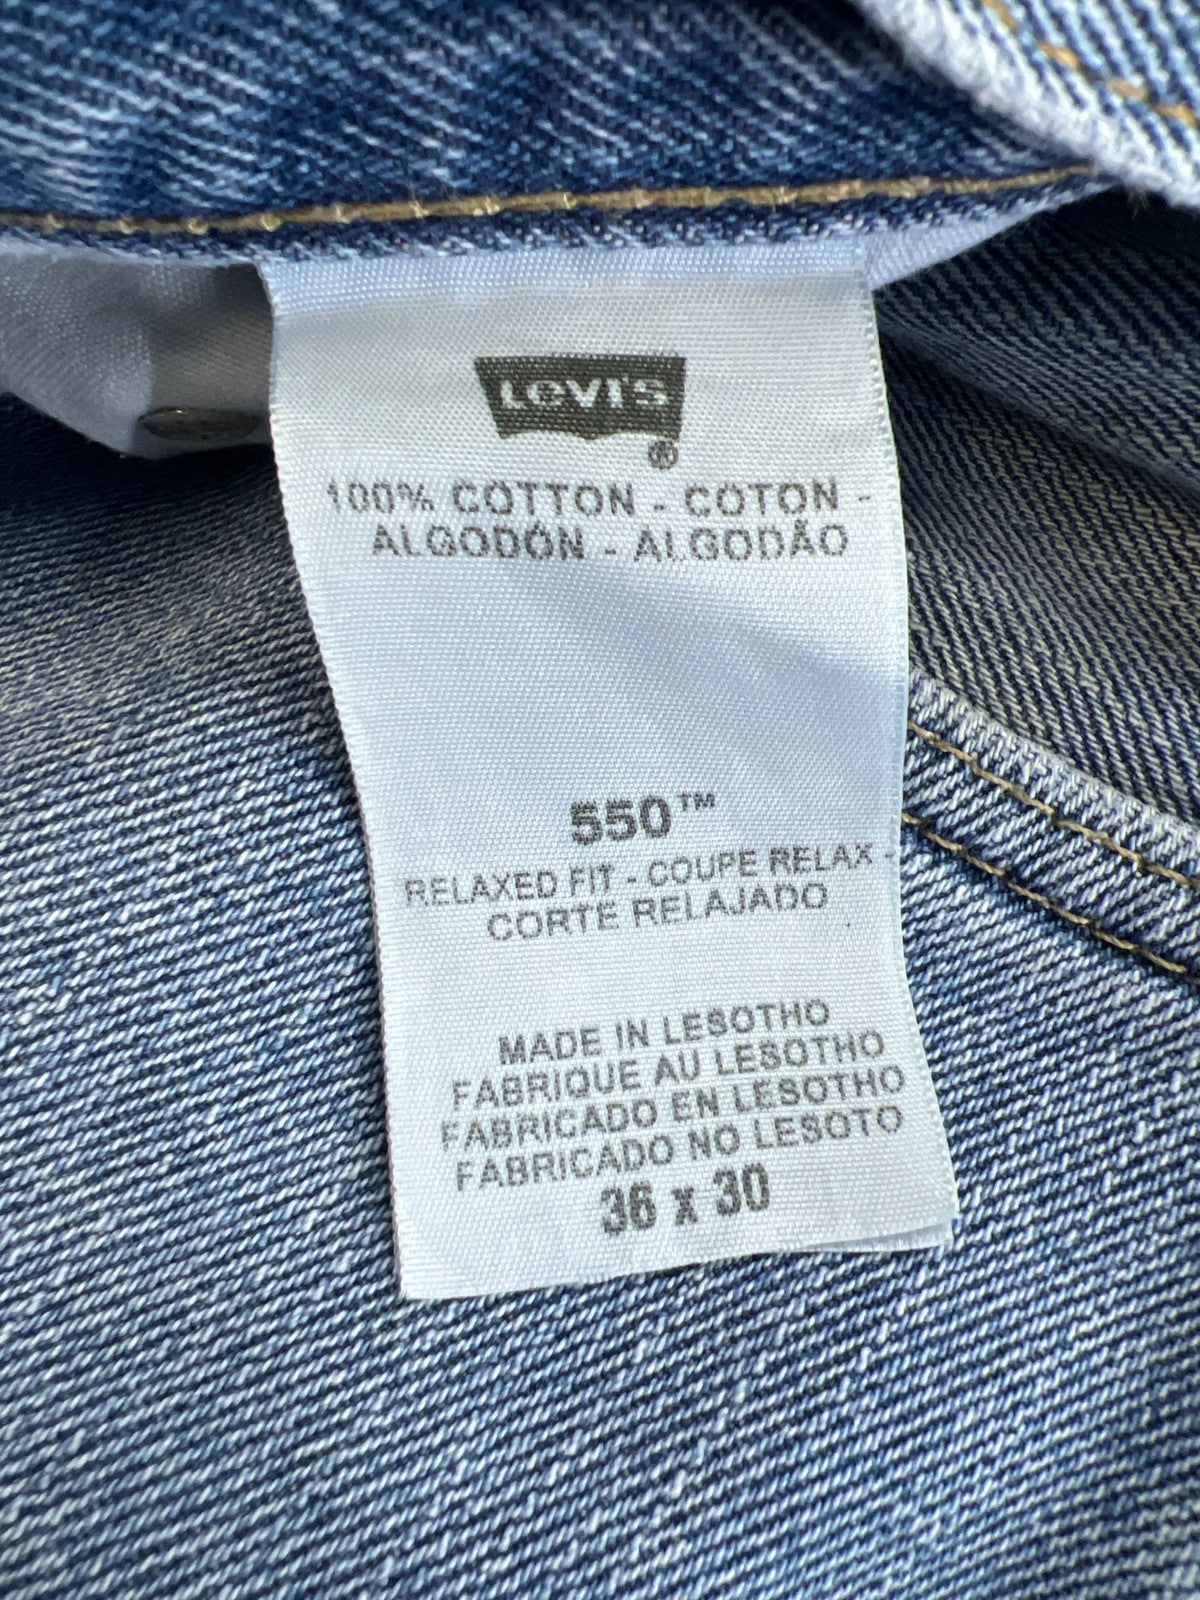 Levi's
®
100% COTTON - COTON -
ALGODÓN - ALGODÃO
550™
RELAXED FIT - COUPE RELAX -
CORTE RELAJADO
MADE IN LESOTHO
FABRIQUE AU LESOTHO
FABRICADO EN LESOTHO
FABRICADO NO LESOTO
36 x 30